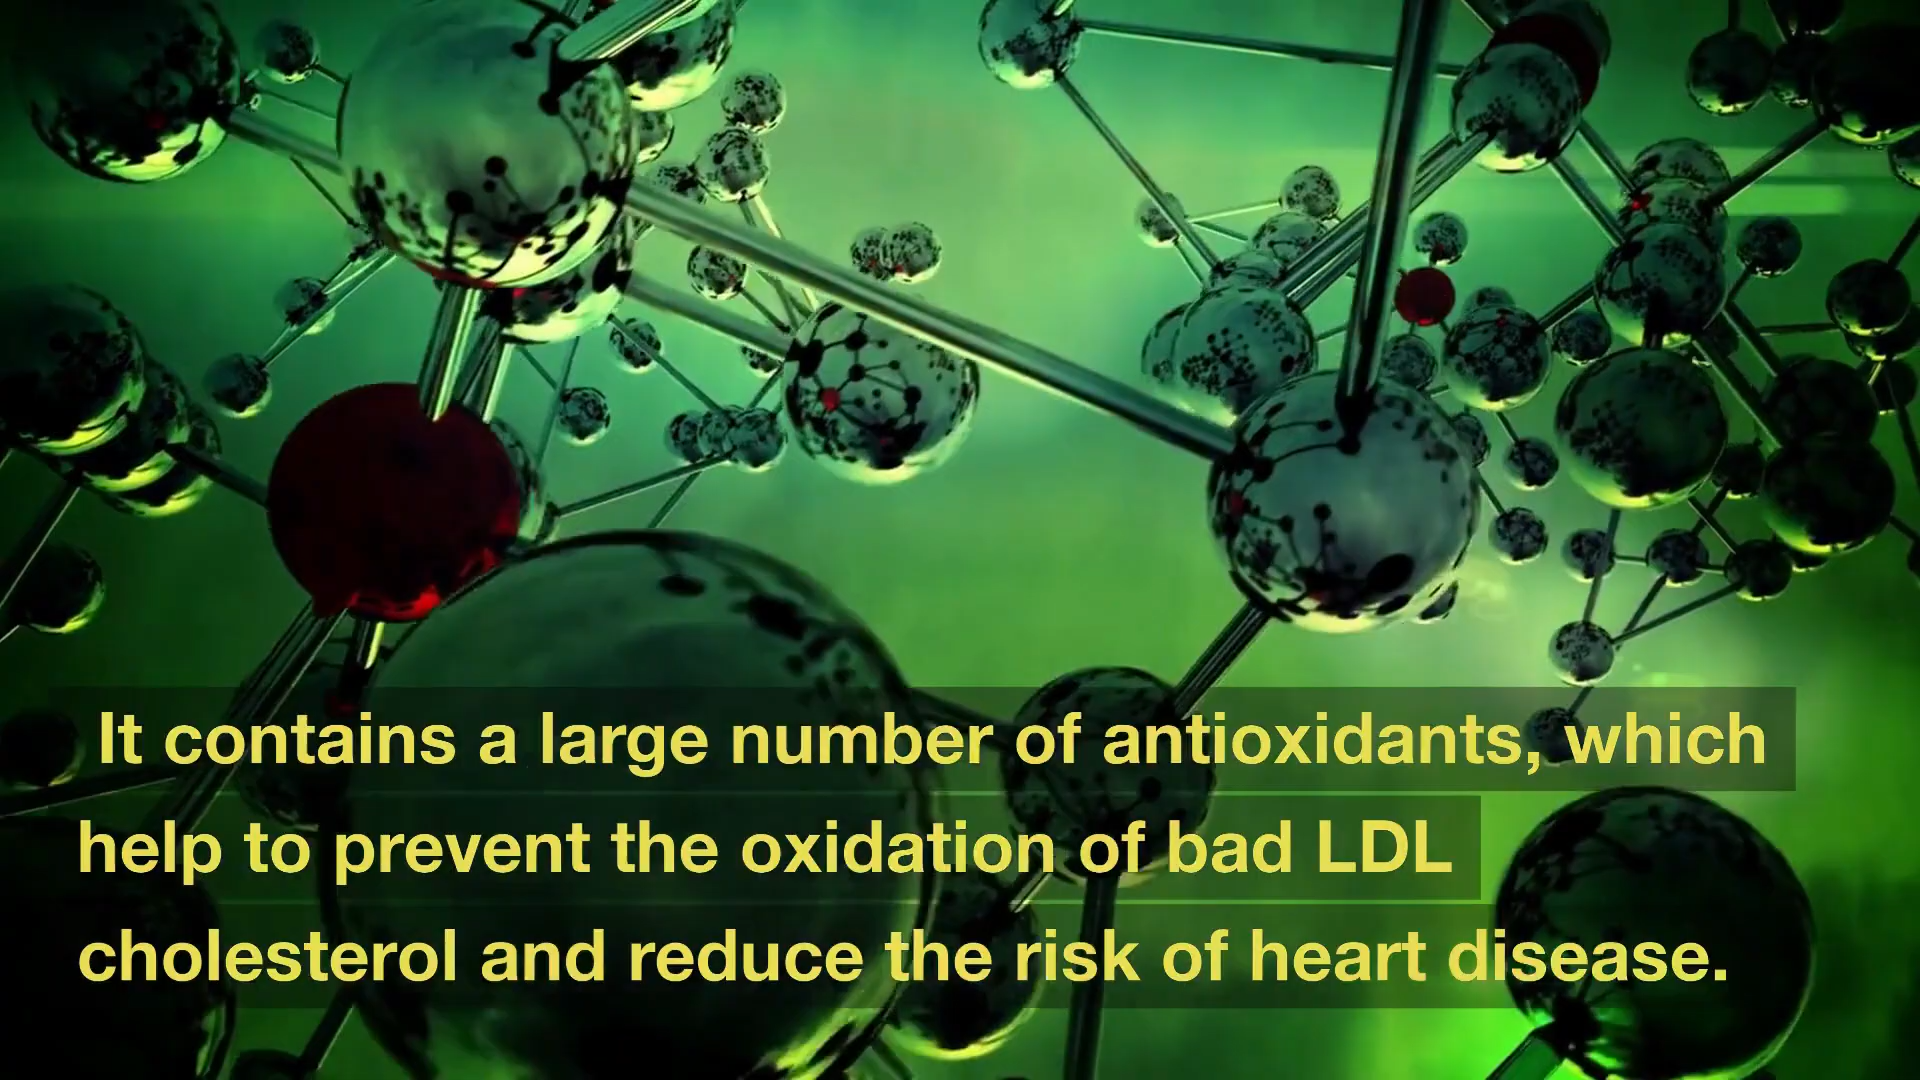 It contains a large number of antioxidants, which
help to prevent the oxidation of bad LDL
cholesterol and reduce the risk of heart disease.